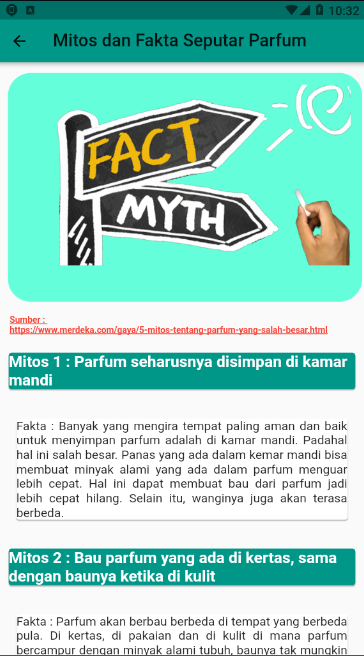 10:32
Mitos dan Fakta Seputar Parfum
FACT
MYTH
Sumber :
https://www.merdeka.com/gaya/5-mitos-tentang-parfum-yang-salah-besar.html
Mitos 1 : Parfum seharusnya disimpan di kamar
mandi
Fakta : Banyak yang mengira tempat paling aman dan baik
untuk menyimpan parfum adalah di kamar mandi. Padahal
hal ini salah besar. Panas yang ada dalam kemar mandi bisa
membuat minyak alami yang ada dalam parfum menguar
lebih cepat. Hal ini dapat membuat bau dari parfum jadi
lebih cepat hilang. Selain itu, wanginya juga akan terasa
berbeda.
Mitos 2 : Bau parfum yang ada di kertas, sama
dengan baunya ketika di kulit
Fakta : Parfum akan berbau berbeda di tempat yang berbeda
pula. Di kertas, di pakaian dan di kulit di mana parfum
bercampur dengan minyak alami tubuh, baunya tak mungkin